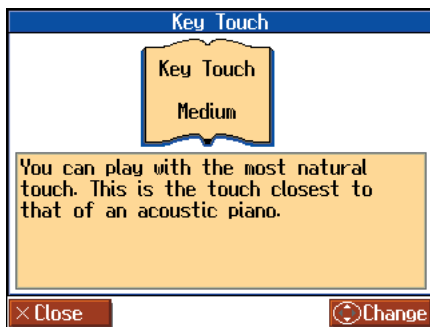 Key Touch
Key Touch
Medium
You can play with the most natural
touch. This is the touch closest to
that of an acoustic piano.
× Close
Change